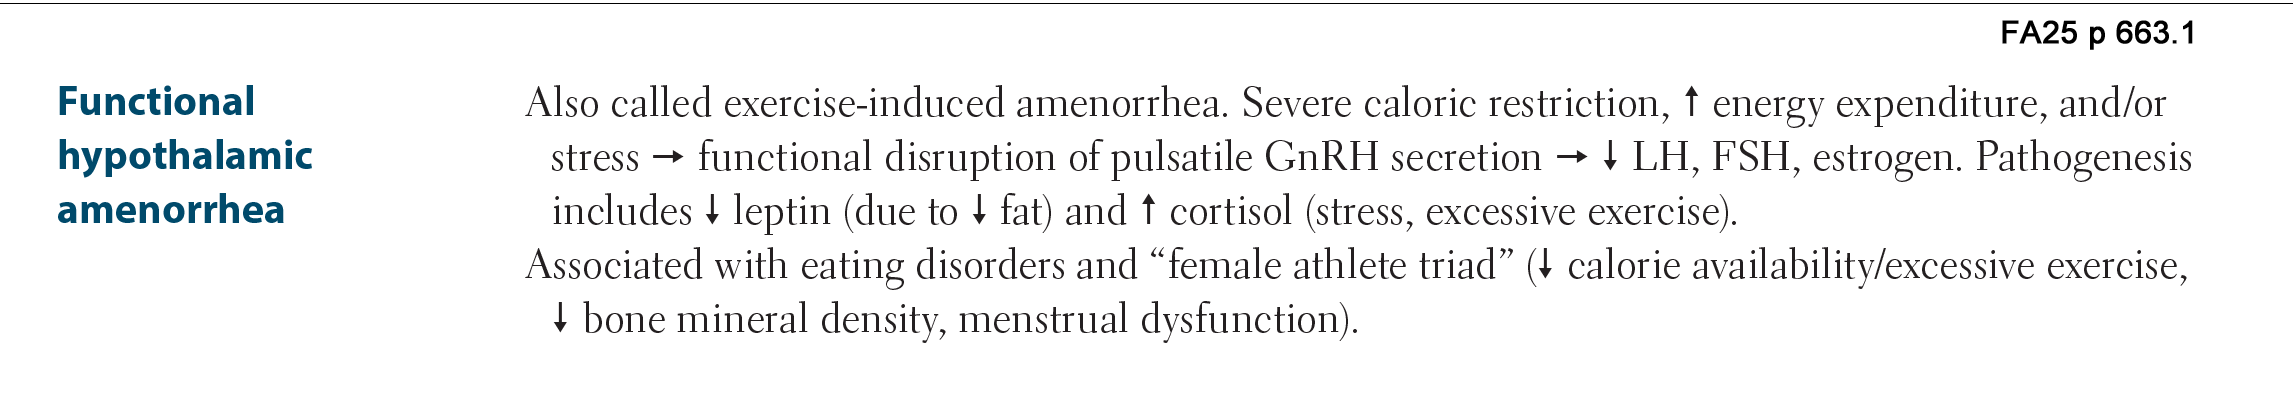 FA25 p 663.1
Functional
hypothalamic
amenorrhea
Also called exercise-induced amenorrhea. Severe caloric restriction, ↑ energy expenditure, and/or
stress → functional disruption of pulsatile GnRH secretion → ↓ LH, FSH, estrogen. Pathogenesis
includes ↓ leptin (due to ↓ fat) and ↑ cortisol (stress, excessive exercise).
Associated with eating disorders and “female athlete triad” (↓ calorie availability/excessive exercise,
↓ bone mineral density, menstrual dysfunction).